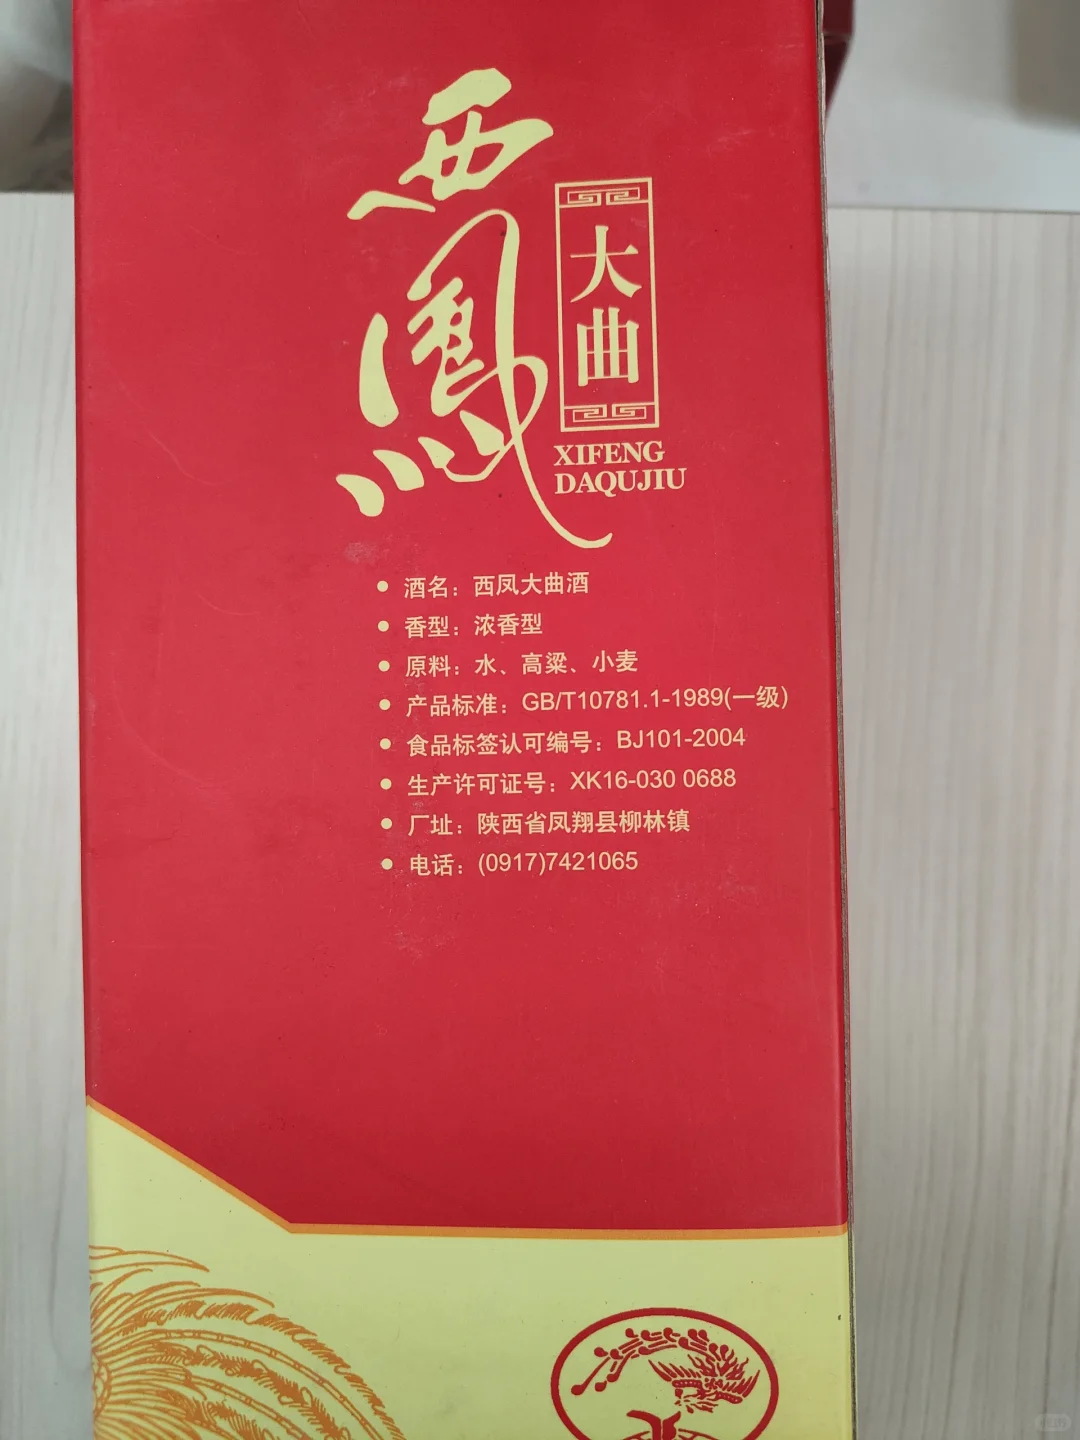 西凤
大曲
XIFENG
DAQUJIU
● 酒名：西凤大曲酒
● 香型：浓香型
● 原料：水、高粱、小麦
● 产品标准：GB/T10781.1-1989(一级)
● 食品标签认可编号：BJ101-2004
● 生产许可证号：XK16-030 0688
● 厂址：陕西省凤翔县柳林镇
● 电话：(0917)7421065